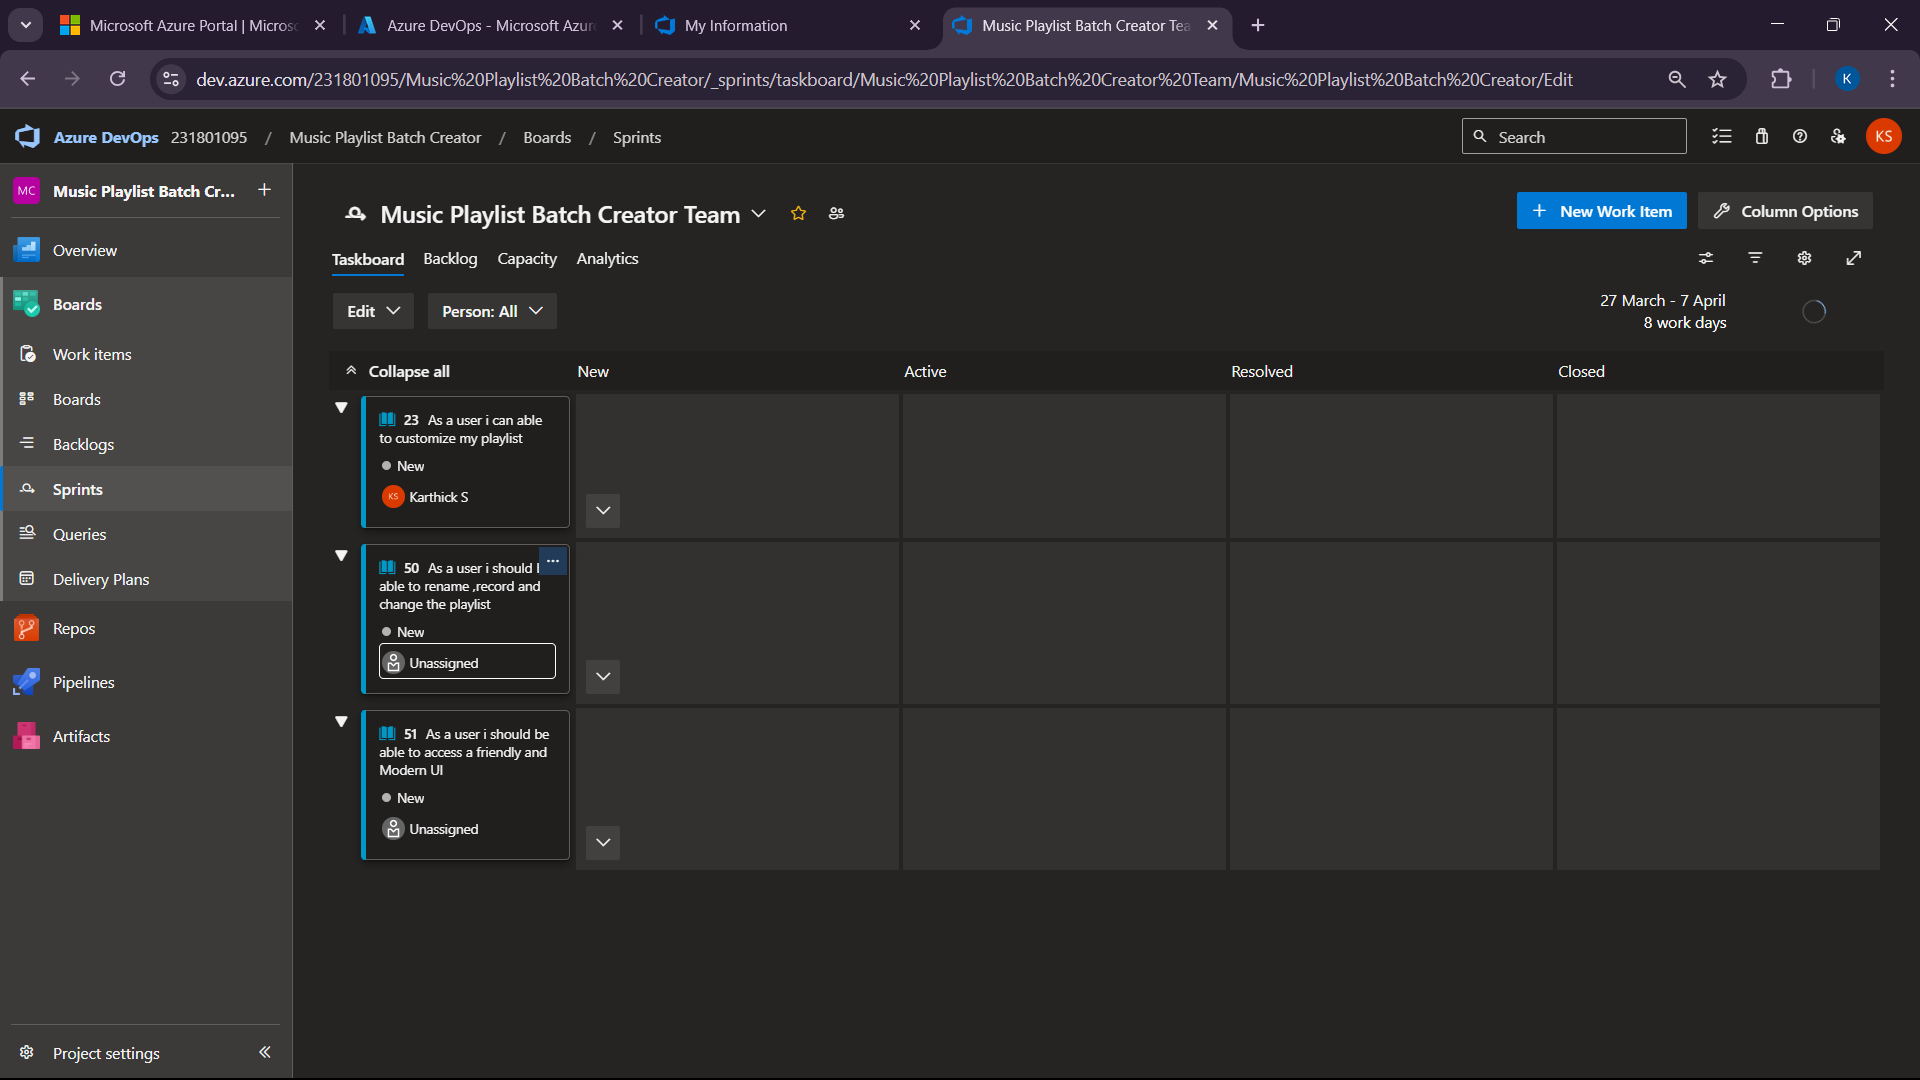 Microsoft Azure Portal | Micros
Azure DevOps - Microsoft Azur
My Information
Music Playlist Batch Creator Tea
dev.azure.com/231801095/Music%20Playlist%20Batch%20Creator/_sprints/taskboard/Music%20Playlist%20Batch%20Creator%20Team/Music%20Playlist%20Batch%20Creator/Edit
K
Azure DevOps 231801095 / Music Playlist Batch Creator / Boards / Sprints
Search
KS
MC Music Playlist Batch Cr...
Overview
Boards
Work items
Boards
Backlogs
Sprints
Queries
Delivery Plans
Repos
Pipelines
Artifacts
Project settings
Music Playlist Batch Creator Team
New Work Item
Column Options
Taskboard
Backlog
Capacity
Analytics
Edit
Person: All
27 March - 7 April
8 work days
Collapse all
New
Active
Resolved
Closed
23 As a user i can able
to customize my playlist
New
KS Karthick S
50 As a user i should
able to rename ,record and
change the playlist
New
Unassigned
51 As a user i should be
able to access a friendly and
Modern UI
New
Unassigned